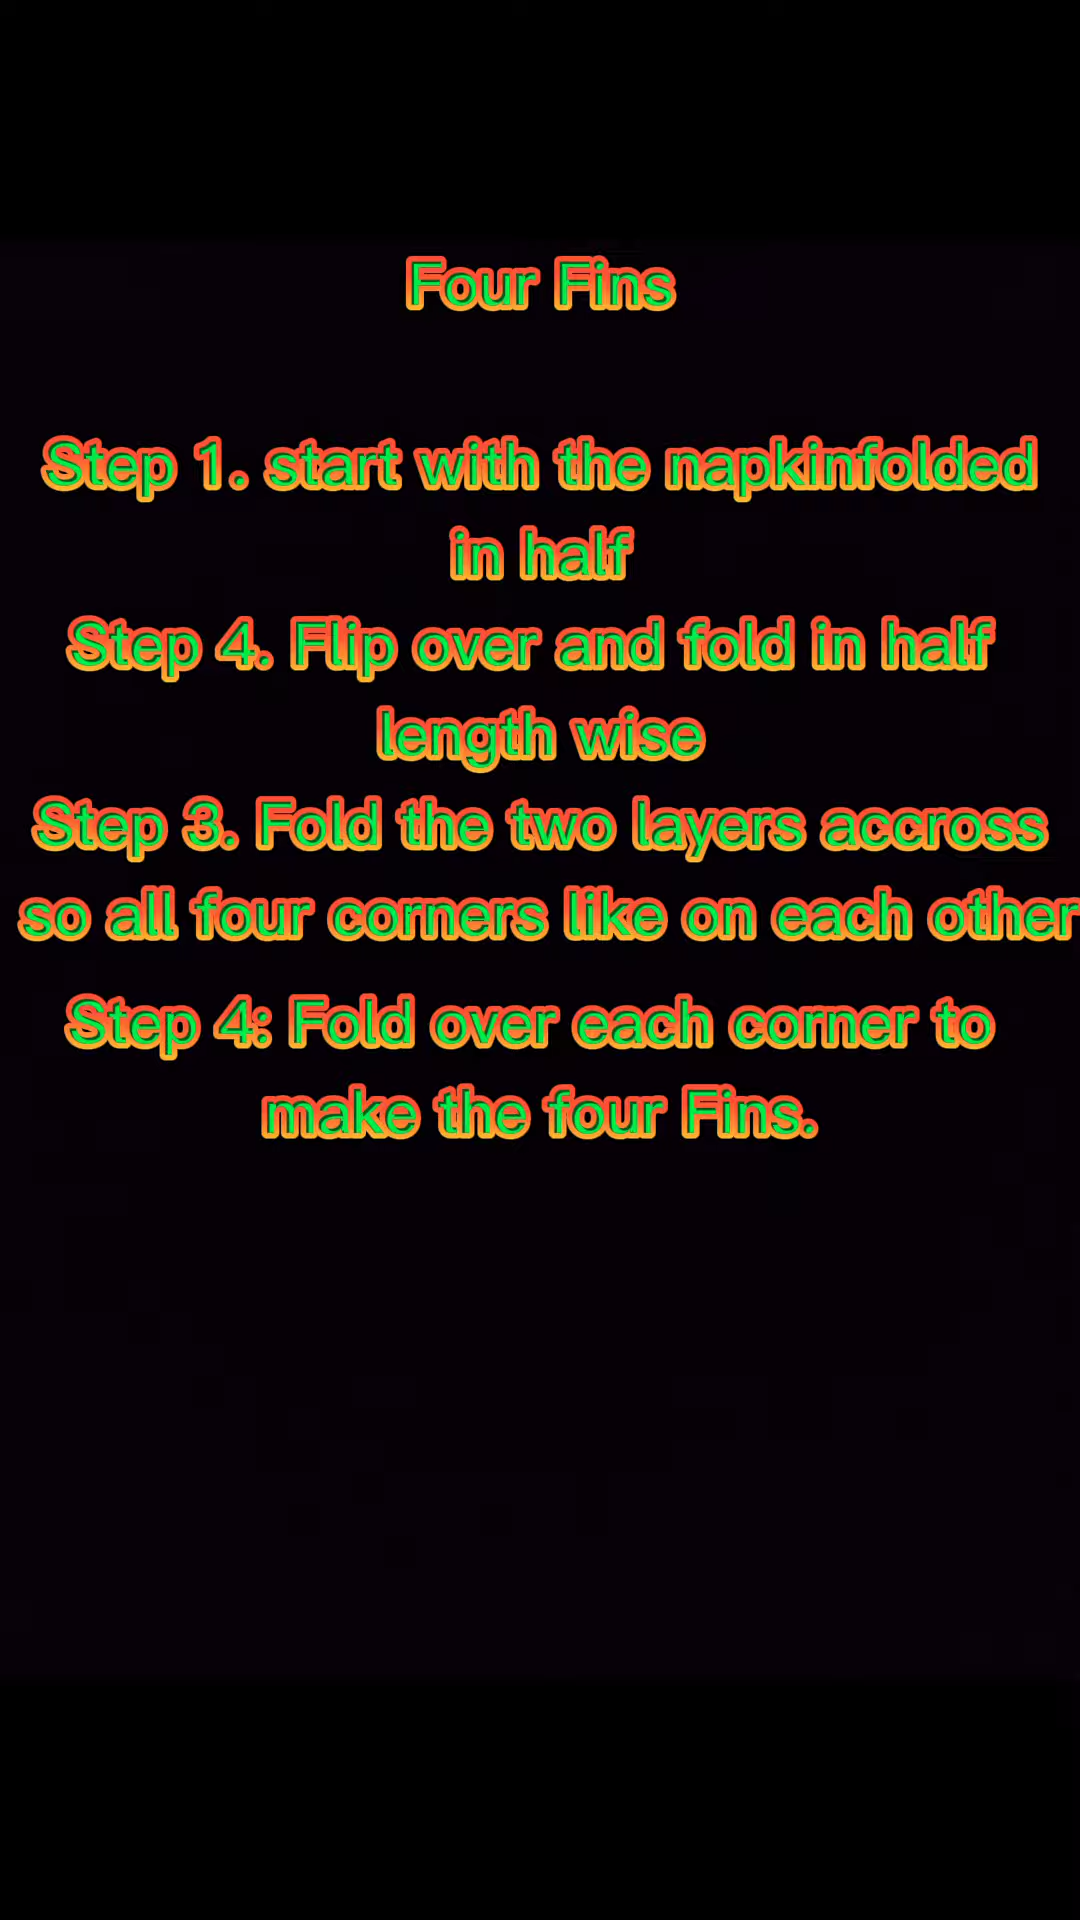 Four Fins
Step 1. start with the napkinfolded
in half
Step 4. Flip over and fold in half
length wise
Step 3. Fold the two layers accross
so all four corners like on each other
Step 4: Fold over each corner to
make the four Fins.